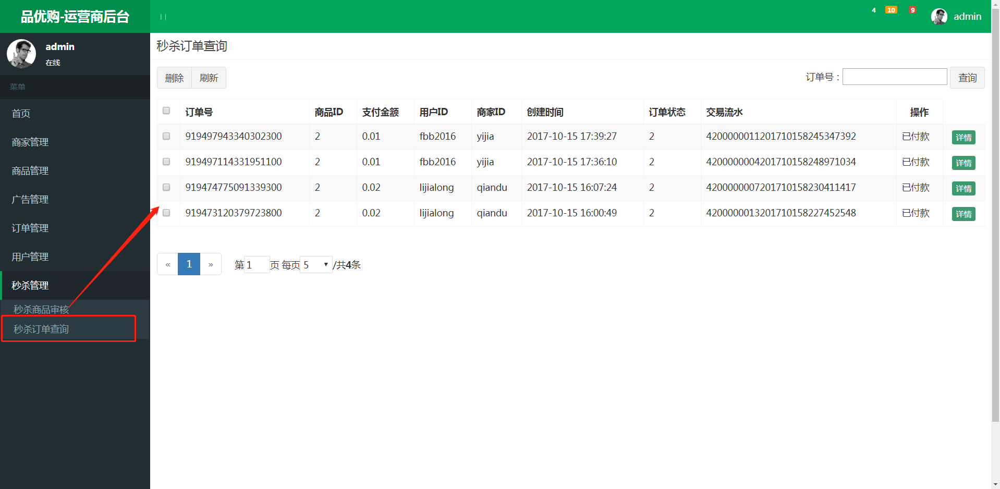 品优购-运营商后台
4 10 9 admin
admin
在线
菜单
首页
商家管理
商品管理
广告管理
订单管理
用户管理
秒杀管理
秒杀商品审核
秒杀订单查询
秒杀订单查询
删除 刷新 订单号： 查询
订单号 商品ID 支付金额 用户ID 商家ID 创建时间 订单状态 交易流水 操作
919497943340302300 2 0.01 fbb2016 yijia 2017-10-15 17:39:27 2 4200000011201710158245347392 已付款 详情
919497114331951100 2 0.01 fbb2016 yijia 2017-10-15 17:36:10 2 4200000004201710158248971034 已付款 详情
919474775091339300 2 0.02 lijialong qiandu 2017-10-15 16:07:24 2 4200000007201710158230411417 已付款 详情
919473120379723800 2 0.02 lijialong qiandu 2017-10-15 16:00:49 2 4200000013201710158227452548 已付款 详情
« 1 » 第1页 每页5/共4条